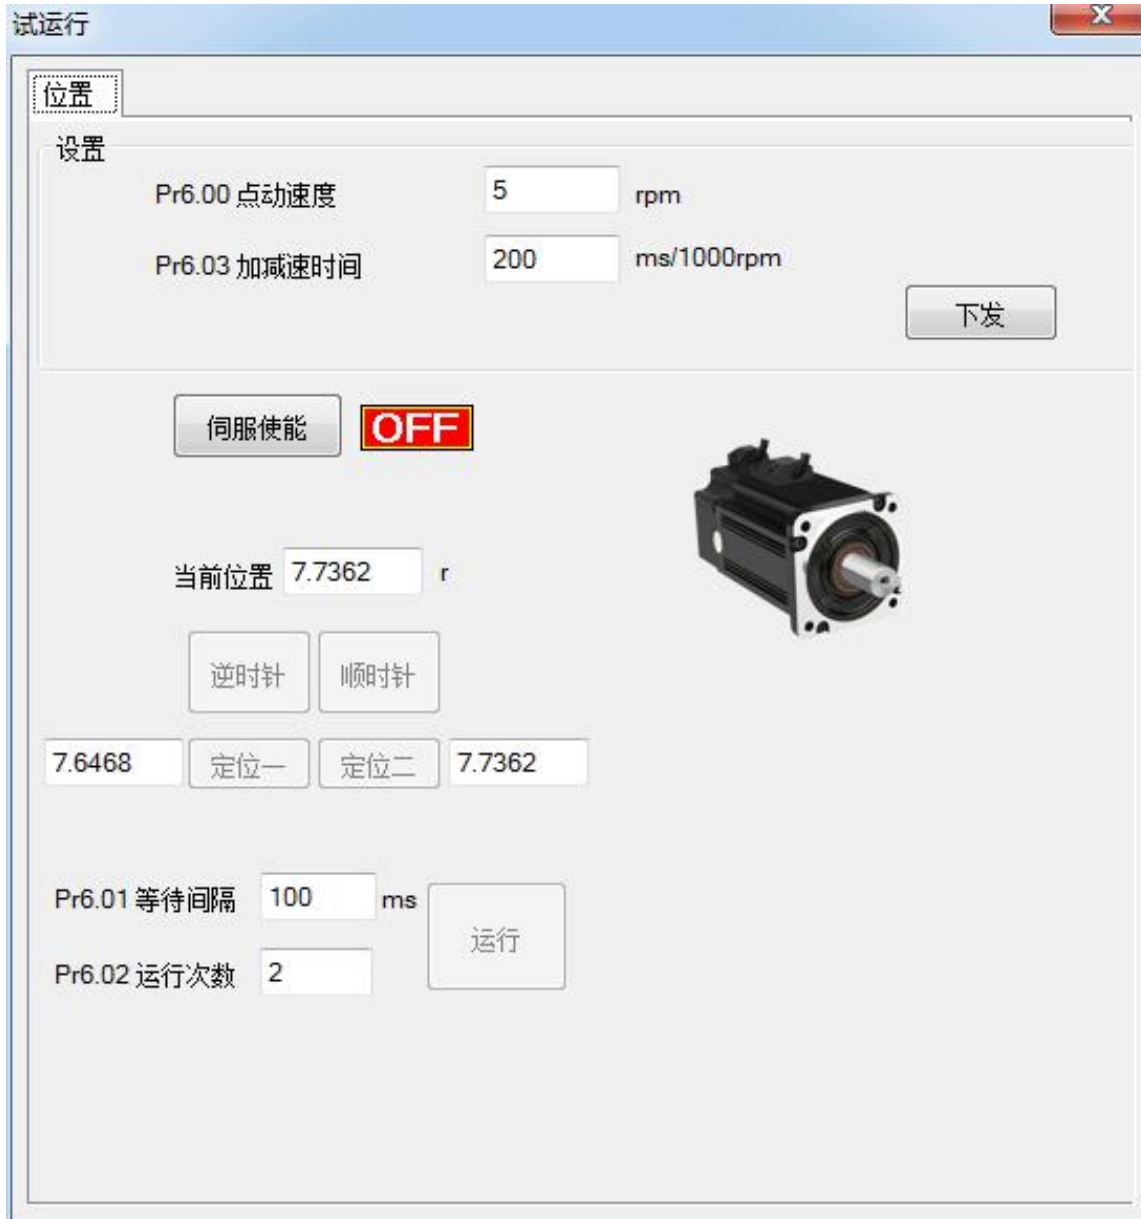 试运行
X
位置
设置
Pr6.00 点动速度 5 rpm
Pr6.03 加减速时间 200 ms/1000rpm
下发
伺服使能 OFF
当前位置 7.7362 r
逆时针 顺时针
7.6468 定位一 定位二 7.7362
Pr6.01 等待间隔 100 ms
运行
Pr6.02 运行次数 2